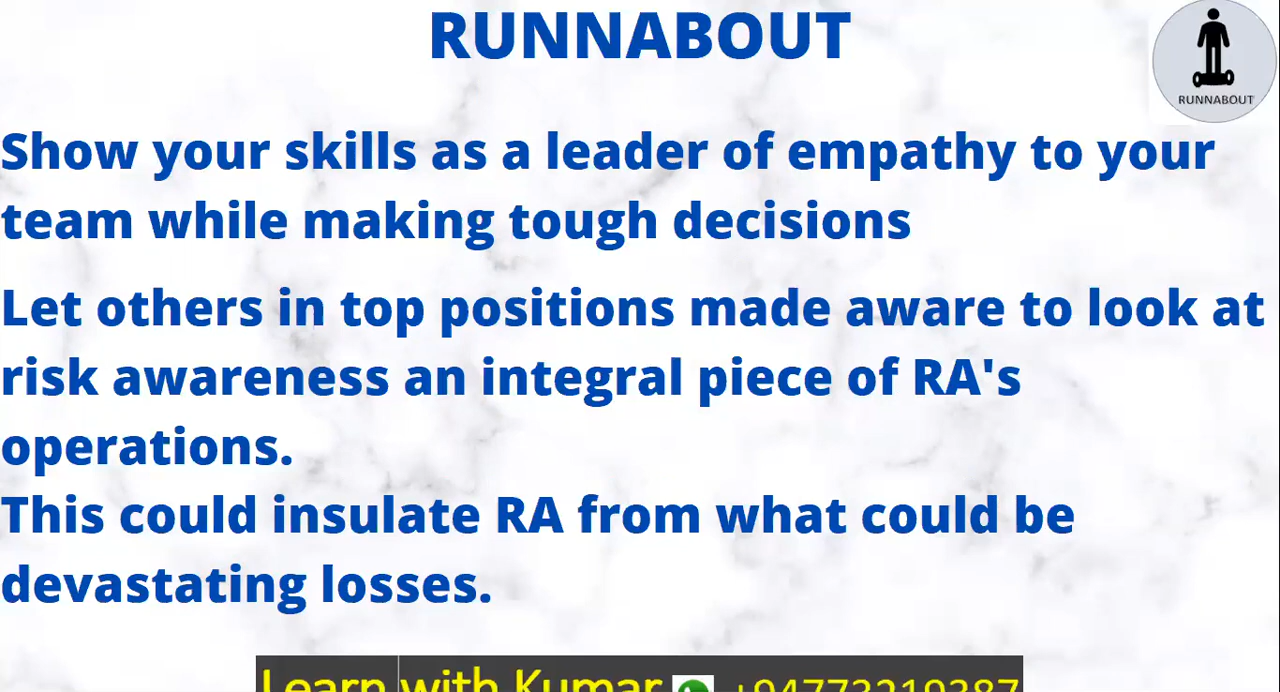 RUNNABOUT
RUNNABOUT
Show your skills as a leader of empathy to your
team while making tough decisions
Let others in top positions made aware to look at
risk awareness an integral piece of RA's
operations.
This could insulate RA from what could be
devastating losses.
Learn with Kumar +94773219387